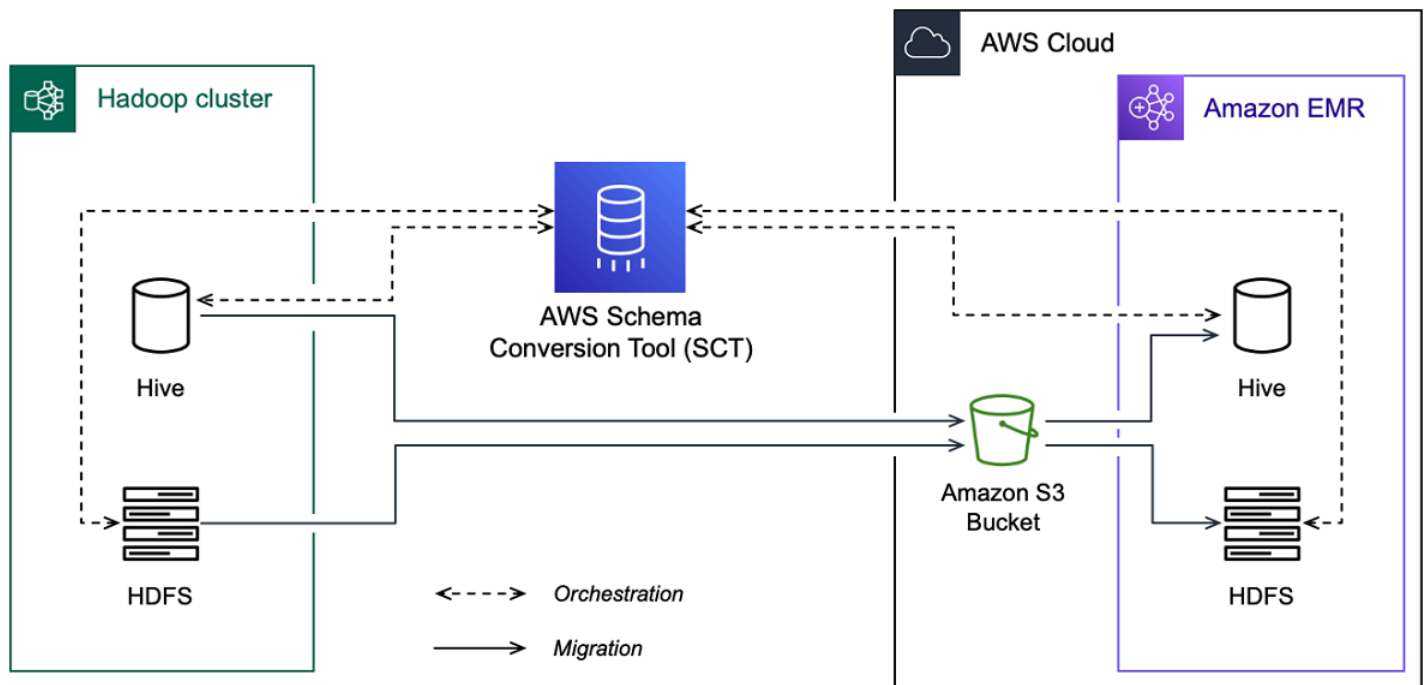 AWS Cloud
Hadoop cluster
Amazon EMR
AWS Schema
Conversion Tool (SCT)
Hive
Hive
Amazon S3
Bucket
HDFS
HDFS
Orchestration
Migration